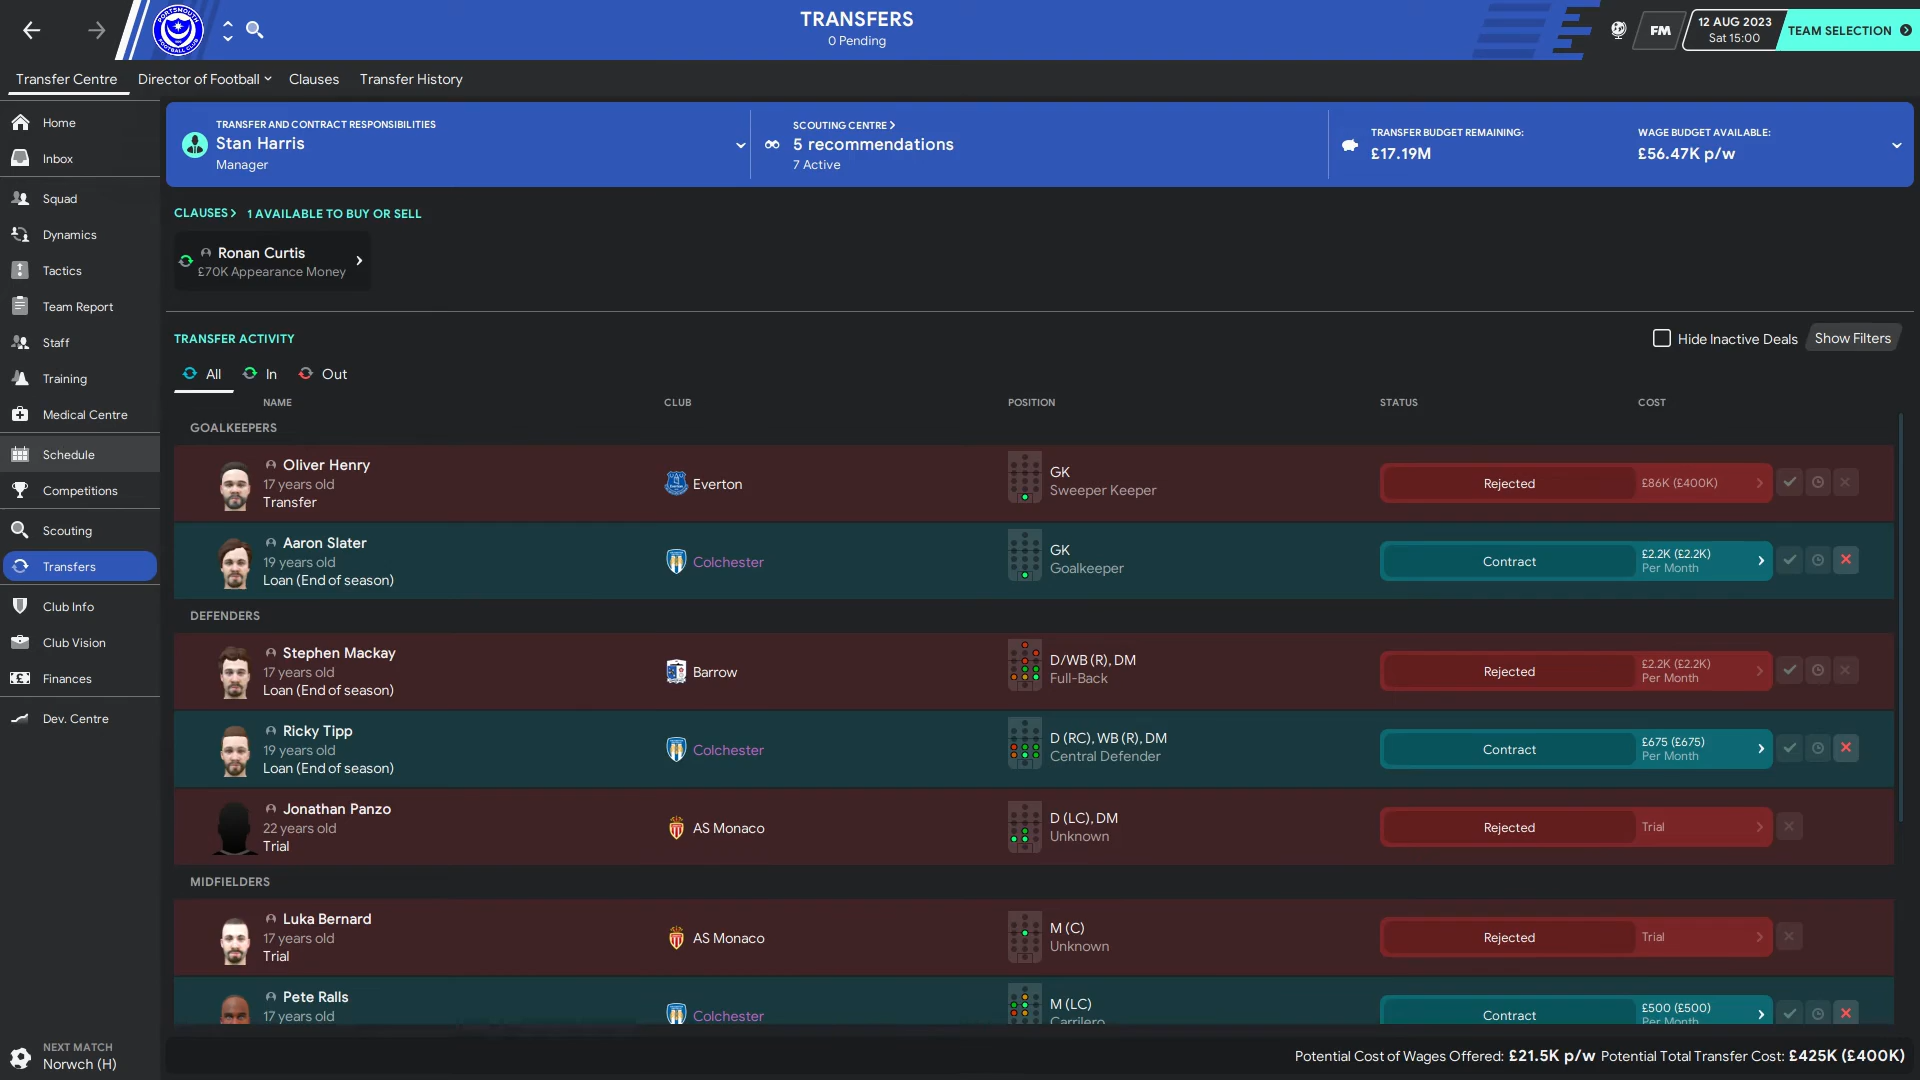 TRANSFERS
0 Pending
FM
12 AUG 2023
Sat 15:00
TEAM SELECTION
Transfer Centre
Director of Football
Clauses
Transfer History
Home
Inbox
Squad
Dynamics
Tactics
Team Report
Staff
Training
Medical Centre
Schedule
Competitions
Scouting
Transfers
Club Info
Club Vision
Finances
Dev. Centre
NEXT MATCH
Norwch (H)
TRANSFER AND CONTRACT RESPONSIBILITIES
Stan Harris
Manager
SCOUTING CENTRE >
5 recommendations
7 Active
TRANSFER BUDGET REMAINING:
£17.19M
WAGE BUDGET AVAILABLE:
£56.47K p/w
CLAUSES > 1 AVAILABLE TO BUY OR SELL
Ronan Curtis
£70K Appearance Money
TRANSFER ACTIVITY
Hide Inactive Deals
Show Filters
All
In
Out
NAME
CLUB
POSITION
STATUS
COST
GOALKEEPERS
Oliver Henry
17 years old
Transfer
Everton
GK
Sweeper Keeper
Rejected
£86K (£400K)
Aaron Slater
19 years old
Loan (End of season)
Colchester
GK
Goalkeeper
Contract
£2.2K (£2.2K)
Per Month
DEFENDERS
Stephen Mackay
17 years old
Loan (End of season)
Barrow
D/WB (R), DM
Full-Back
Rejected
£2.2K (£2.2K)
Per Month
Ricky Tipp
19 years old
Loan (End of season)
Colchester
D (RC), WB (R), DM
Central Defender
Contract
£675 (£675)
Per Month
Jonathan Panzo
22 years old
Trial
AS Monaco
D (LC), DM
Unknown
Rejected
Trial
MIDFIELDERS
Luka Bernard
17 years old
Trial
AS Monaco
M (C)
Unknown
Rejected
Trial
Pete Ralls
17 years old
Colchester
M (LC)
Carrilero
Contract
£500 (£500)
Per Month
Potential Cost of Wages Offered: £21.5K p/w Potential Total Transfer Cost: £425K (£400K)